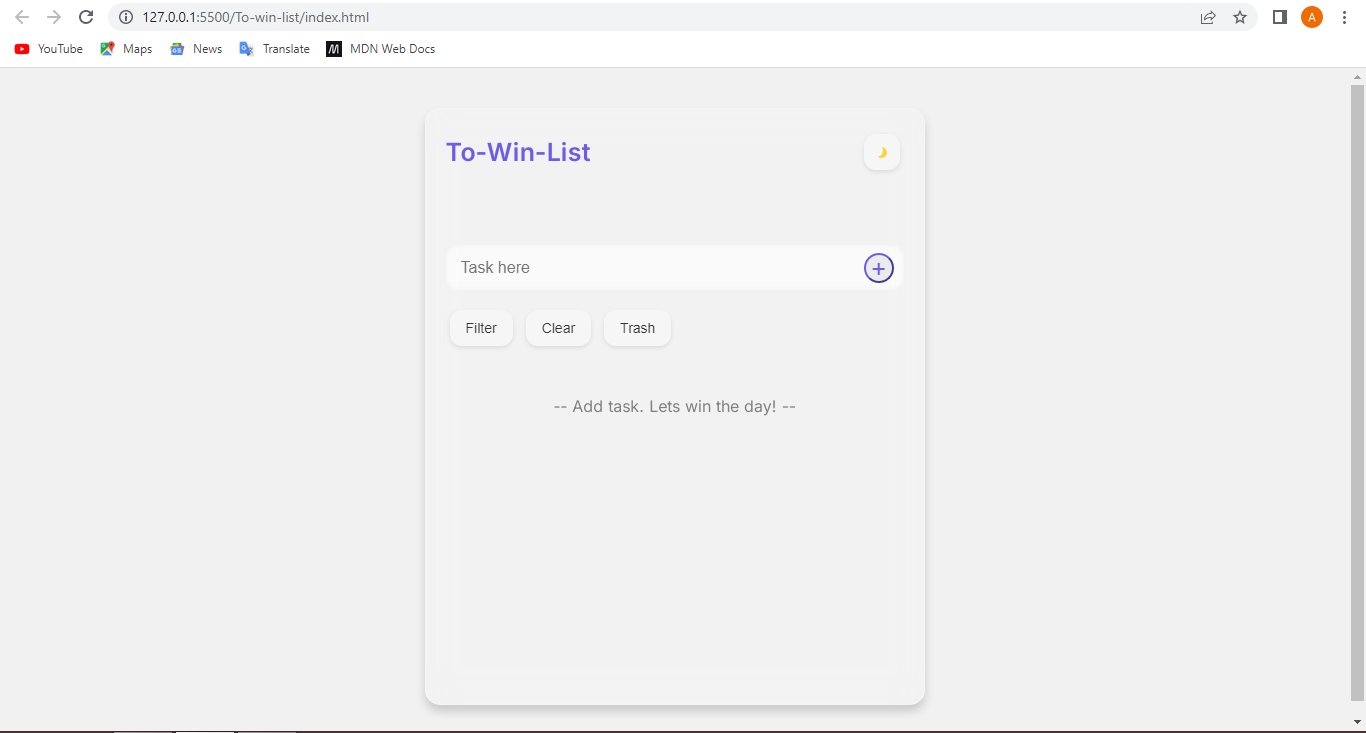 127.0.0.1:5500/To-win-list/index.html
A
YouTube Maps News Translate MDN Web Docs
To-Win-List
Task here
+
Filter Clear Trash
-- Add task. Lets win the day! --